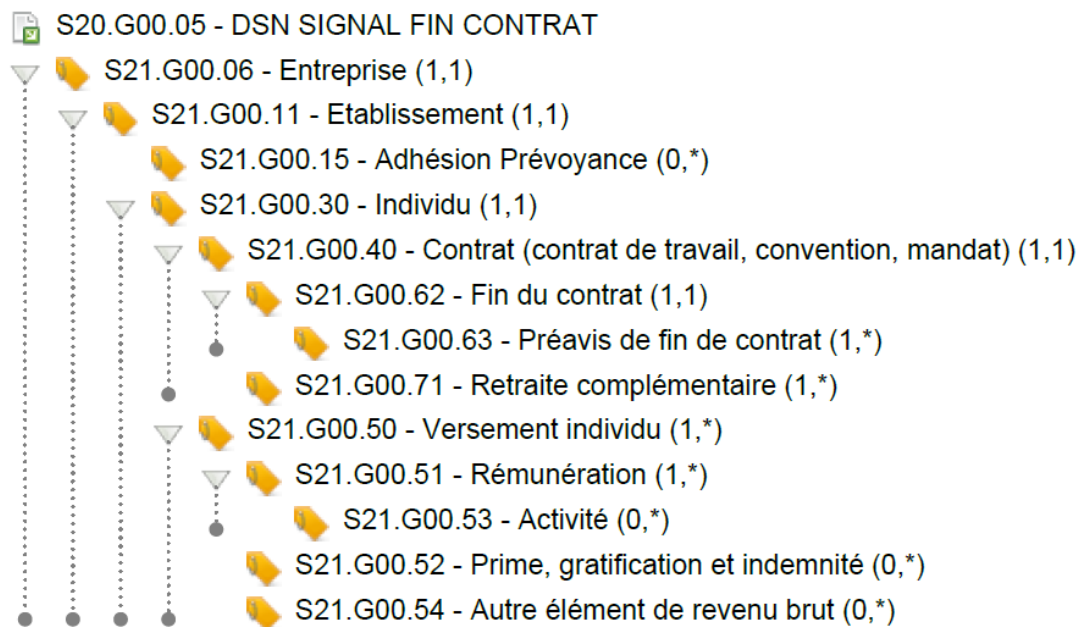 S20.G00.05 - DSN SIGNAL FIN CONTRAT
S21.G00.06 - Entreprise (1,1)
S21.G00.11 - Etablissement (1,1)
S21.G00.15 - Adhésion Prévoyance (0,*)
S21.G00.30 - Individu (1,1)
S21.G00.40 - Contrat (contrat de travail, convention, mandat) (1,1)
S21.G00.62 - Fin du contrat (1,1)
S21.G00.63 - Préavis de fin de contrat (1,*)
S21.G00.71 - Retraite complémentaire (1,*)
S21.G00.50 - Versement individu (1,*)
S21.G00.51 - Rémunération (1,*)
S21.G00.53 - Activité (0,*)
S21.G00.52 - Prime, gratification et indemnité (0,*)
S21.G00.54 - Autre élément de revenu brut (0,*)